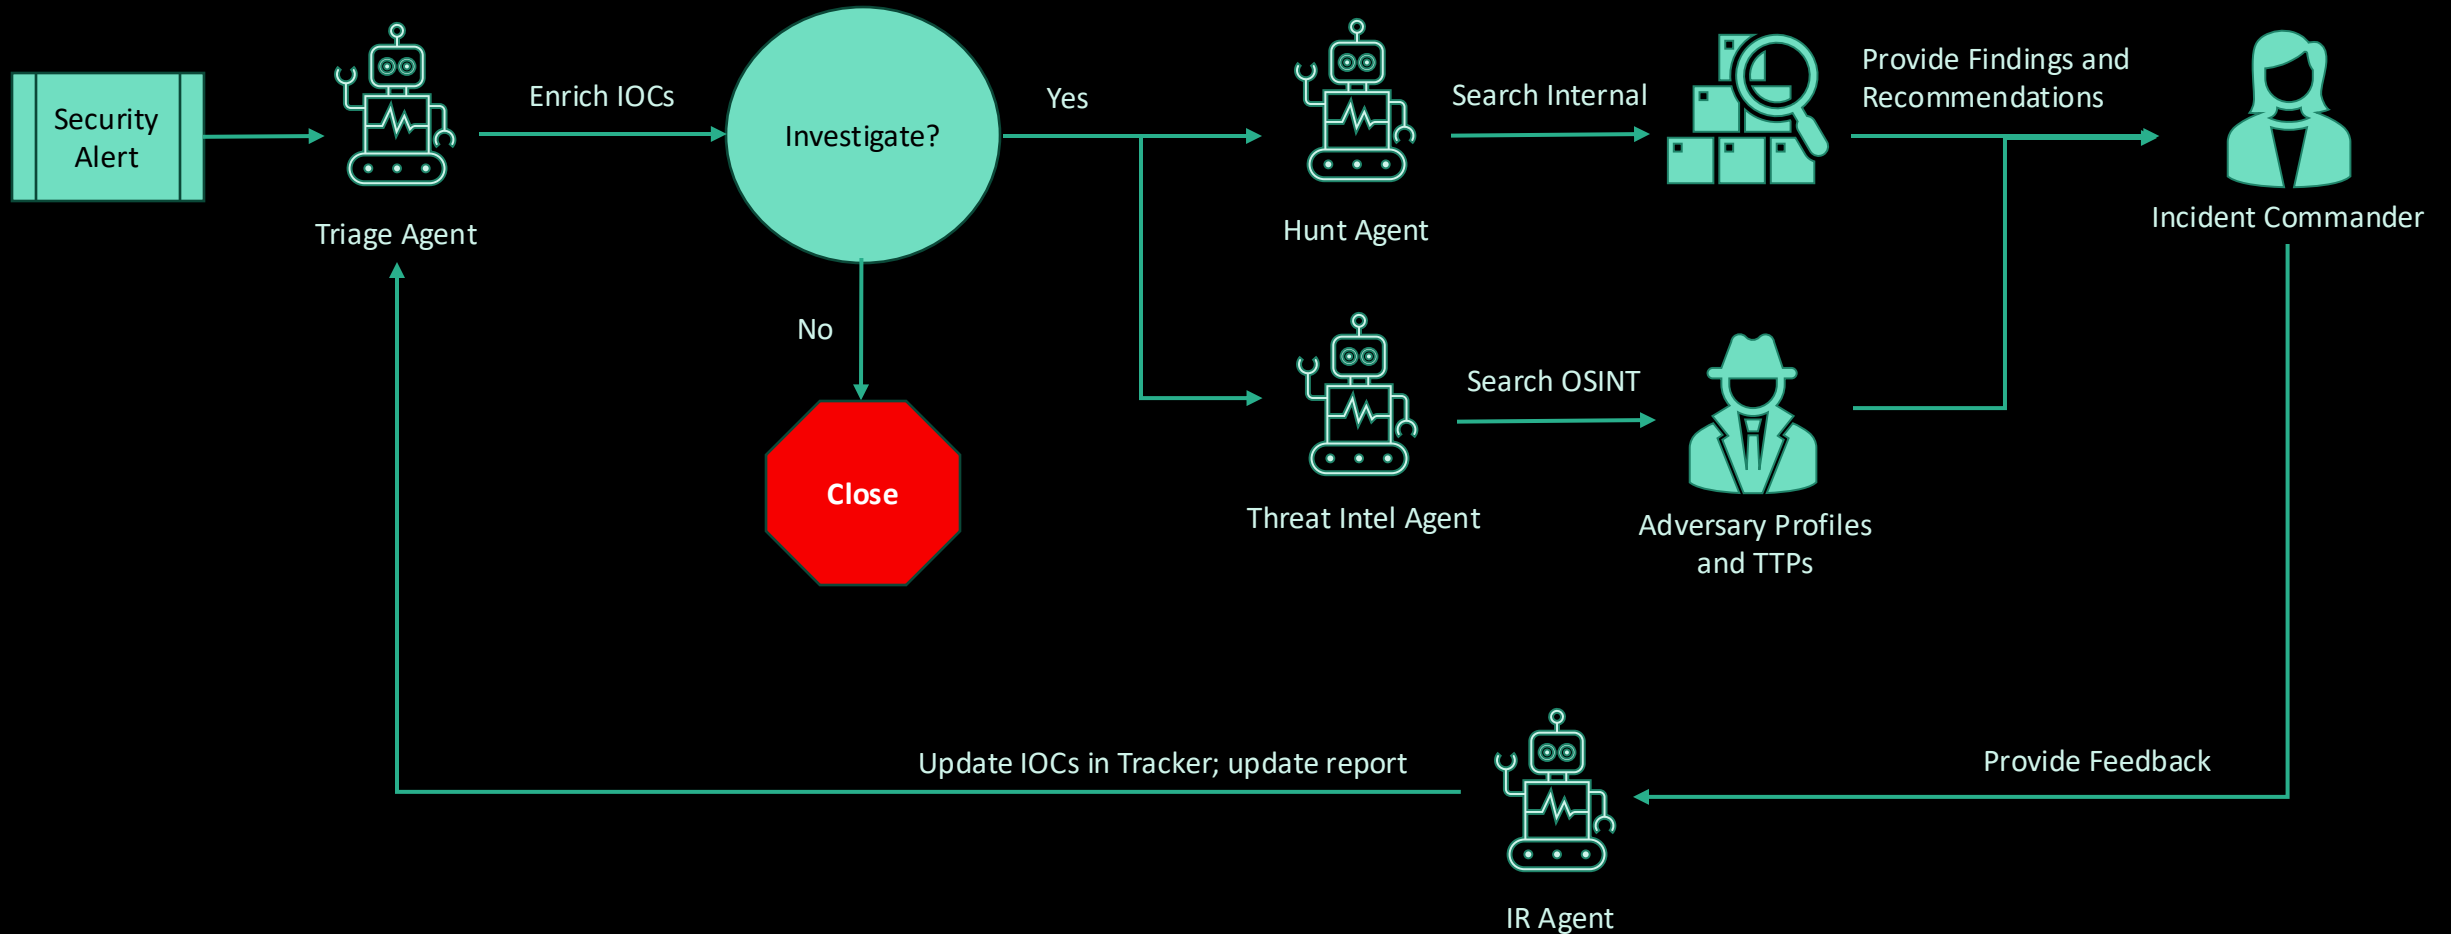 Security
Alert
Triage Agent
Enrich IOCs
Investigate?
Yes
No
Close
Hunt Agent
Search Internal
Provide Findings and
Recommendations
Incident Commander
Threat Intel Agent
Search OSINT
Adversary Profiles
and TTPs
Provide Feedback
IR Agent
Update IOCs in Tracker; update report